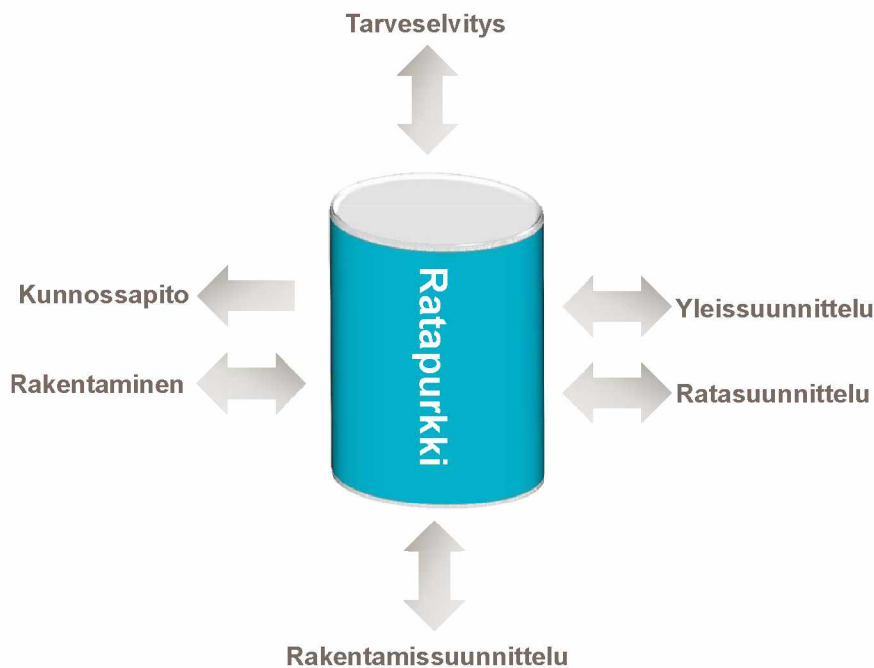 Tarveselvitys
Ratapurkki
Kunnossapito
Yleissuunnittelu
Rakentaminen
Ratasuunnittelu
Rakentamissuunnittelu